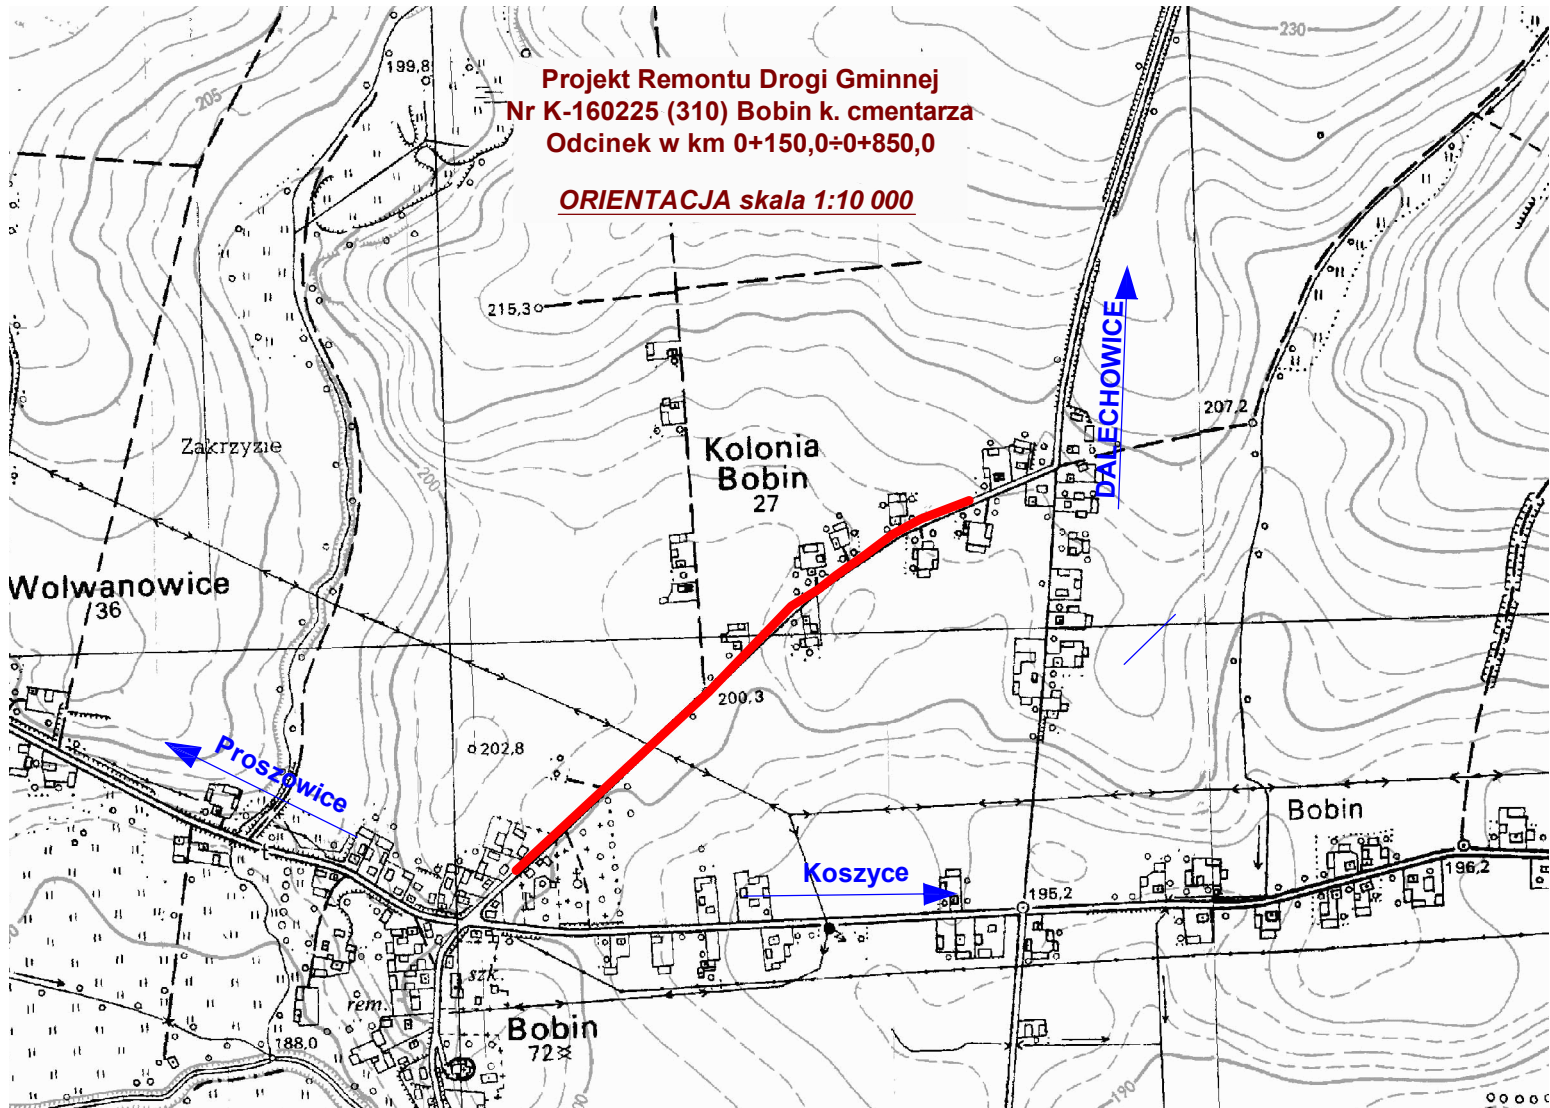 230
199,8
205
Projekt Remontu Drogi Gminnej
Nr K-160225 (310) Bobin k. cmentarza
Odcinek w km 0+150,0÷0+850,0
ORIENTACJA skala 1:10 000
215,3
DALECHOWICE
207,2
Zakrzyzie
Kolonia
Bobin
27
200
Wolwanowice
36
200,3
202,8
Proszowice
Bobin
Koszyce
195,2
196,2
szk.
rem.
Bobin
72
188,0
190